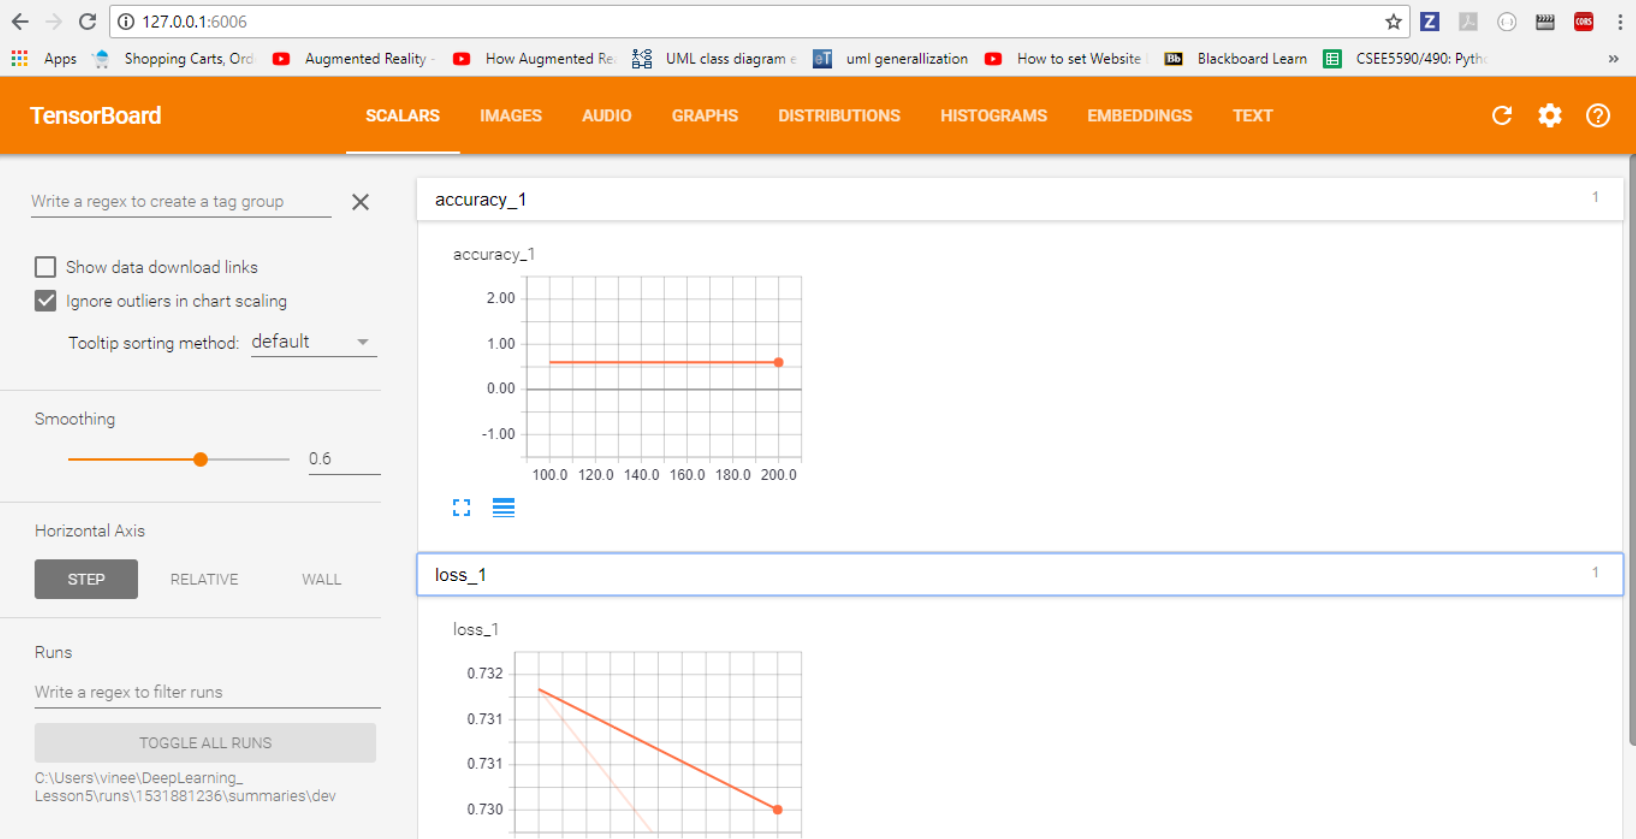 127.0.0.1:6006
Apps Shopping Carts, Ord Augmented Reality - How Augmented Re UML class diagram e uml generallization How to set Website Bb Blackboard Learn CSEE5590/490: Pyth »
TensorBoard SCALARS IMAGES AUDIO GRAPHS DISTRIBUTIONS HISTOGRAMS EMBEDDINGS TEXT
Write a regex to create a tag group
Show data download links
Ignore outliers in chart scaling
Tooltip sorting method: default
Smoothing
0.6
Horizontal Axis
STEP RELATIVE WALL
Runs
Write a regex to filter runs
TOGGLE ALL RUNS
C:\Users\vinee\DeepLearning_
Lesson5\runs\1531881236\summaries\dev
accuracy_1 1
accuracy_1
2.00
1.00
0.00
-1.00
100.0 120.0 140.0 160.0 180.0 200.0
loss_1 1
loss_1
0.732
0.731
0.731
0.730